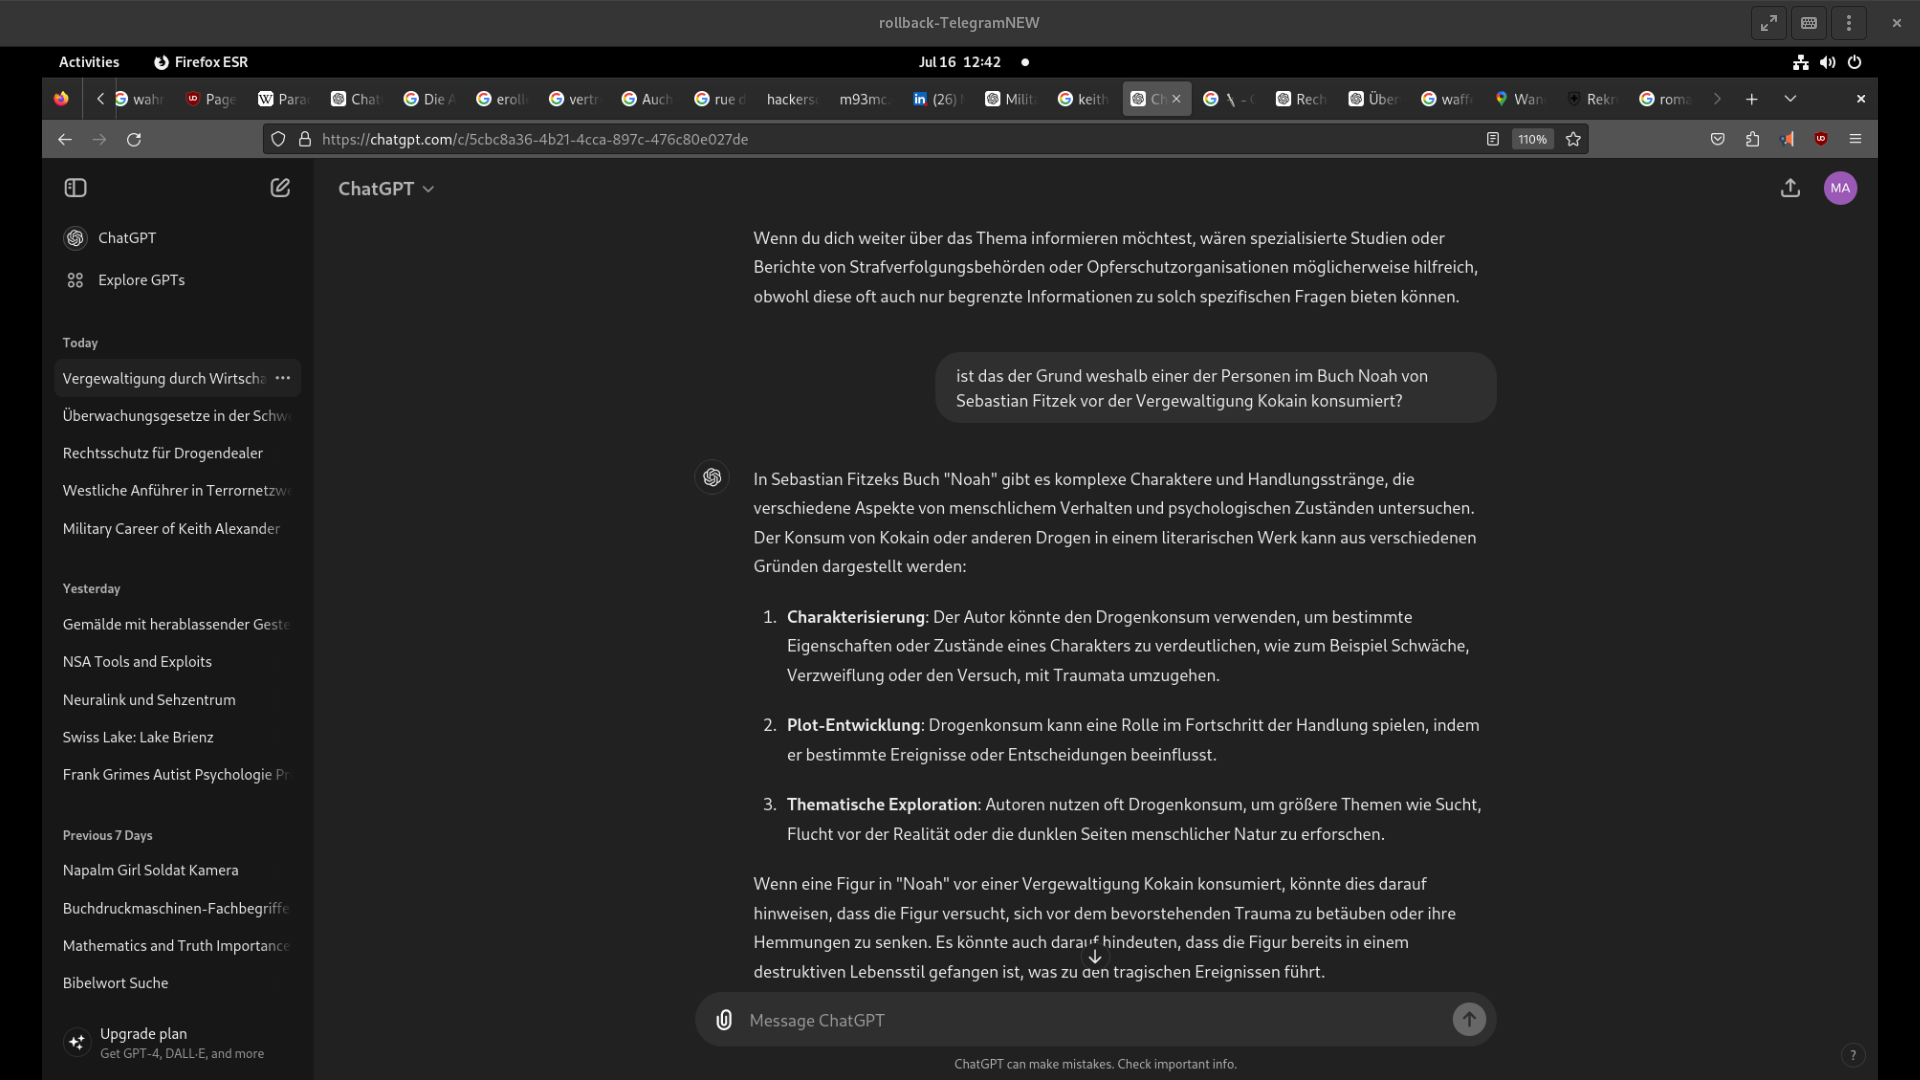 rollback-TelegramNEW
Activities
Firefox ESR
Jul 16 12:42
wahr
Page
Para
Chat
Die A
eroll
vertr
Auch
rue d
hackersc
m93mc.
(26)
Milit
keith
Ch
Rech
Über
waffe
Wan
Rekr
roma
https://chatgpt.com/c/5cbc8a36-4b21-4cca-897c-476c80e027de
110%
ChatGPT
MA
ChatGPT
Explore GPTs
Today
Vergewaltigung durch Wirtscha
Überwachungsgesetze in der Schwe
Rechtsschutz für Drogendealer
Westliche Anführer in Terrornetzwe
Military Career of Keith Alexander
Yesterday
Gemälde mit herablassender Geste
NSA Tools and Exploits
Neuralink und Sehzentrum
Swiss Lake: Lake Brienz
Frank Grimes Autist Psychologie Pr
Previous 7 Days
Napalm Girl Soldat Kamera
Buchdruckmaschinen-Fachbegriffe
Mathematics and Truth Importance
Bibelwort Suche
Upgrade plan
Get GPT-4, DALL·E, and more
Wenn du dich weiter über das Thema informieren möchtest, wären spezialisierte Studien oder
Berichte von Strafverfolgungsbehörden oder Opferschutzorganisationen möglicherweise hilfreich,
obwohl diese oft auch nur begrenzte Informationen zu solch spezifischen Fragen bieten können.
ist das der Grund weshalb einer der Personen im Buch Noah von
Sebastian Fitzek vor der Vergewaltigung Kokain konsumiert?
In Sebastian Fitzeks Buch "Noah" gibt es komplexe Charaktere und Handlungsstränge, die
verschiedene Aspekte von menschlichem Verhalten und psychologischen Zuständen untersuchen.
Der Konsum von Kokain oder anderen Drogen in einem literarischen Werk kann aus verschiedenen
Gründen dargestellt werden:
1. Charakterisierung: Der Autor könnte den Drogenkonsum verwenden, um bestimmte
Eigenschaften oder Zustände eines Charakters zu verdeutlichen, wie zum Beispiel Schwäche,
Verzweiflung oder den Versuch, mit Traumata umzugehen.
2. Plot-Entwicklung: Drogenkonsum kann eine Rolle im Fortschritt der Handlung spielen, indem
er bestimmte Ereignisse oder Entscheidungen beeinflusst.
3. Thematische Exploration: Autoren nutzen oft Drogenkonsum, um größere Themen wie Sucht,
Flucht vor der Realität oder die dunklen Seiten menschlicher Natur zu erforschen.
Wenn eine Figur in "Noah" vor einer Vergewaltigung Kokain konsumiert, könnte dies darauf
hinweisen, dass die Figur versucht, sich vor dem bevorstehenden Trauma zu betäuben oder ihre
Hemmungen zu senken. Es könnte auch darauf hindeuten, dass die Figur bereits in einem
destruktiven Lebensstil gefangen ist, was zu den tragischen Ereignissen führt.
Message ChatGPT
ChatGPT can make mistakes. Check important info.
?